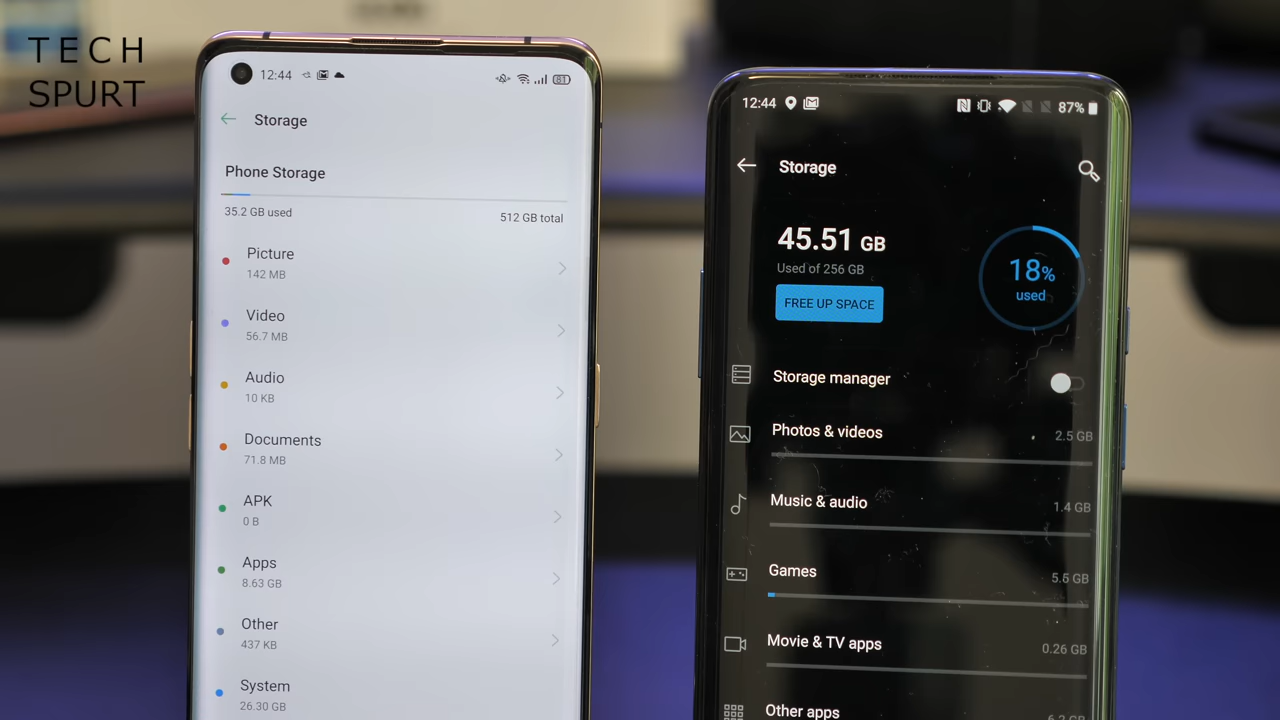 TECH
SPURT
12:44
81
Storage
Phone Storage
35.2 GB used
512 GB total
Picture
142 MB
Video
56.7 MB
Audio
10 KB
Documents
71.8 MB
APK
0 B
Apps
8.63 GB
Other
437 KB
System
26.30 GB
12:44
87%
Storage
45.51 GB
Used of 256 GB
FREE UP SPACE
18%
used
Storage manager
Photos & videos
2.5 GB
Music & audio
1.4 GB
Games
5.5 GB
Movie & TV apps
0.26 GB
Other apps
6.2 GB